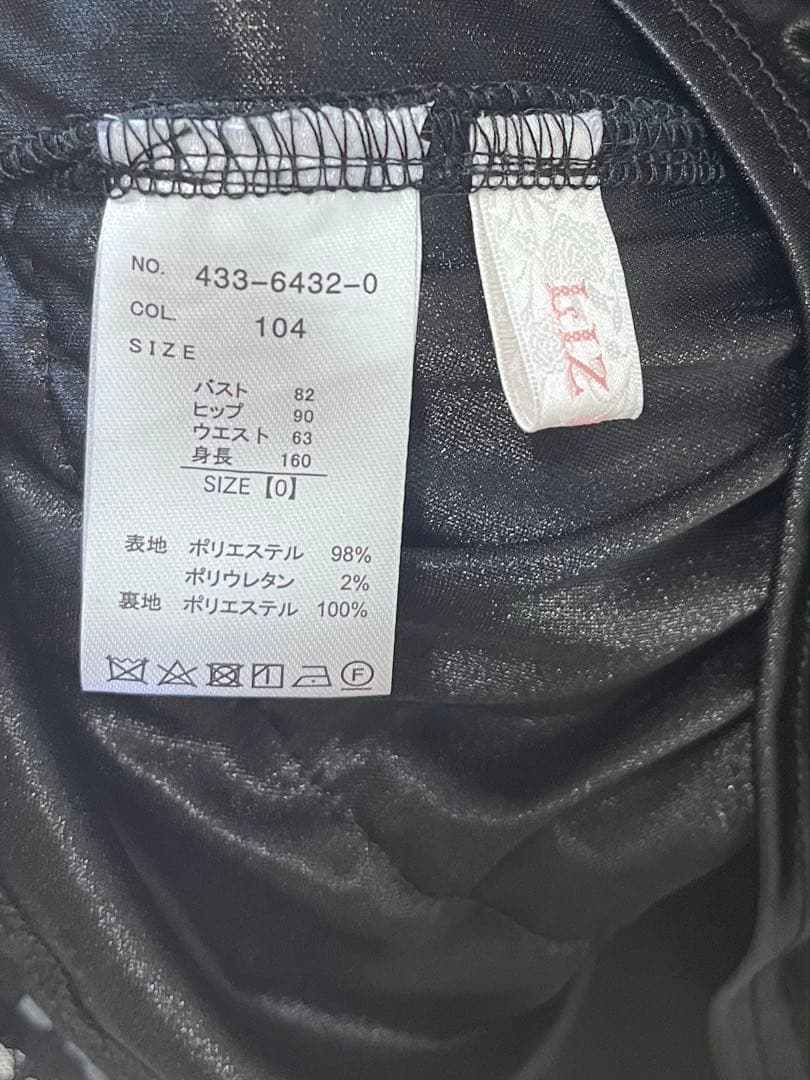 NO. 433-6432-0
COL. 104
SIZE
バスト 82
ヒップ 90
ウエスト 63
身長 160
SIZE【0】
表地 ポリエステル 98%
ポリウレタン 2%
裏地 ポリエステル 100%
F
LIZ